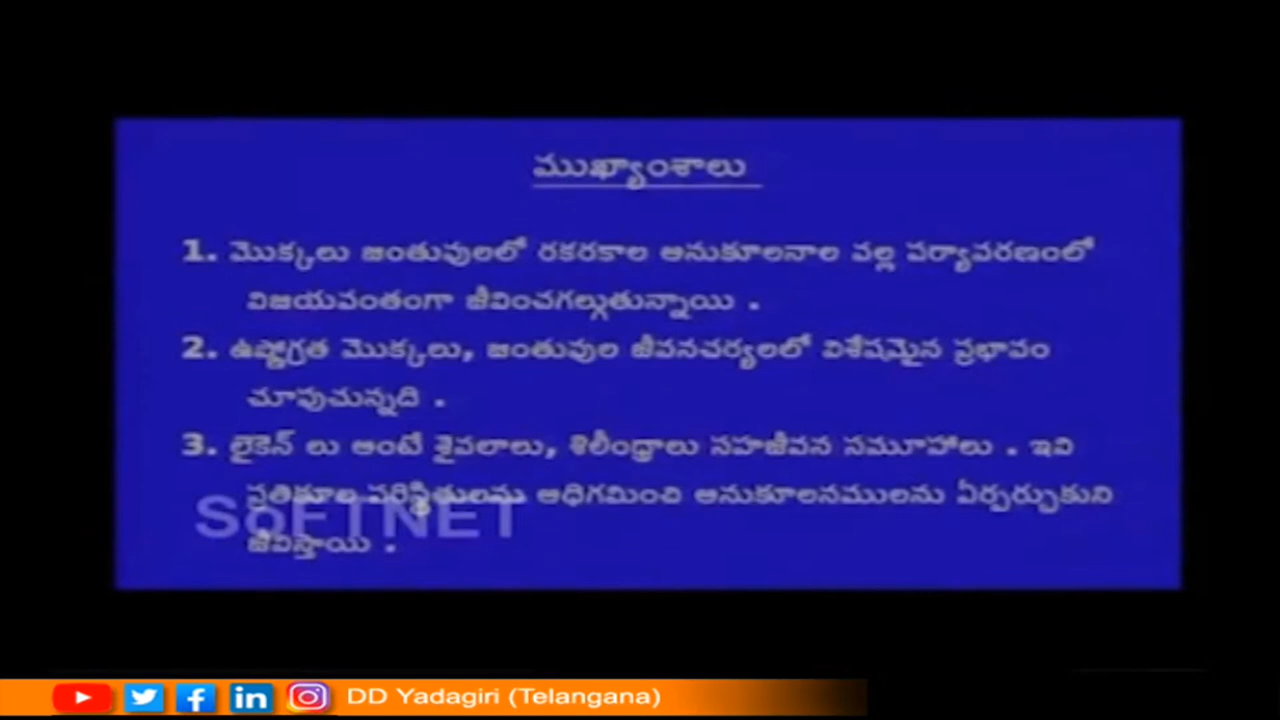 ముఖ్యాంశాలు
1. మొక్కలు జంతువులలో రకరకాల అనుకూలనాల వల్ల పర్యావరణంలో
విజయవంతంగా జీవించగల్గుతున్నాయి .
2. ఉష్ణోగ్రత మొక్కలు, జంతువుల జీవనచర్యలలో విశేషమైన ప్రభావం
చూపుచున్నది .
3. లైకెన్ లు అంటే శైవలాలు, శిలీంధ్రాలు సహజీవన సమూహాలు . ఇవి
ప్రతికూల పరిస్థితులను అధిగమించి అనుకూలనములను ఏర్పర్చుకుని
SoFTNET
జీవిస్తాయి .
DD Yadagiri (Telangana)